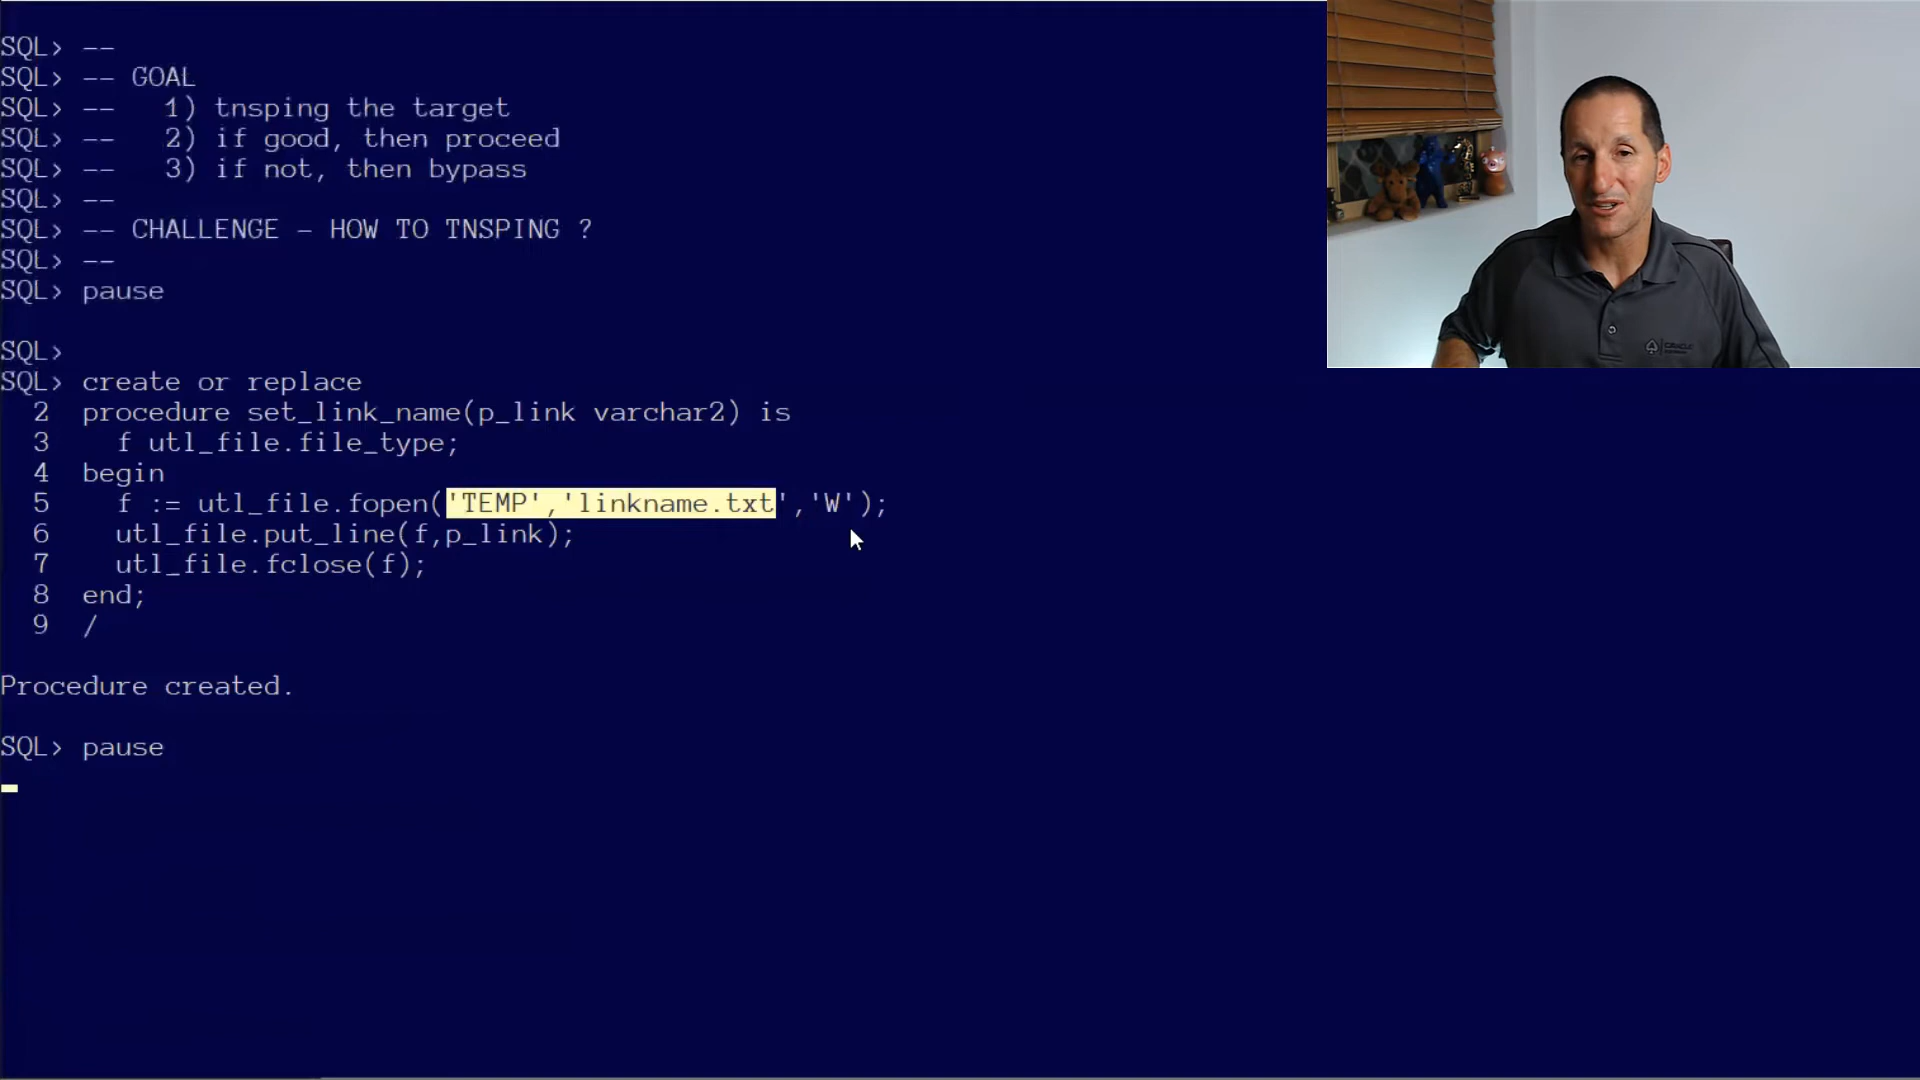 SQL> --
SQL> -- GOAL
SQL> --   1) tnsping the target
SQL> --   2) if good, then proceed
SQL> --   3) if not, then bypass
SQL> --
SQL> -- CHALLENGE - HOW TO TNSPING ?
SQL> --
SQL> pause
SQL>
SQL> create or replace
  2  procedure set_link_name(p_link varchar2) is
  3    f utl_file.file_type;
  4  begin
  5    f := utl_file.fopen('TEMP','linkname.txt','W');
  6    utl_file.put_line(f,p_link);
  7    utl_file.fclose(f);
  8  end;
  9  /
Procedure created.
SQL> pause
ORACLE